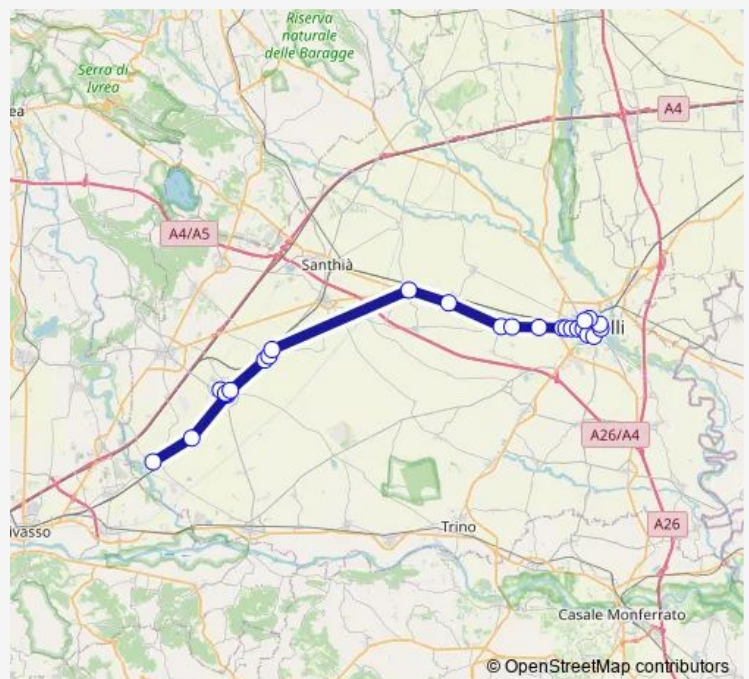 Riserva
naturale
delle Baragge
Serra di
Ivrea
ea
A4
A4/A5
Santhià
lli
A26/A4
A26
ivasso
Trino
Casale Monferrato
© OpenStreetMap contributors